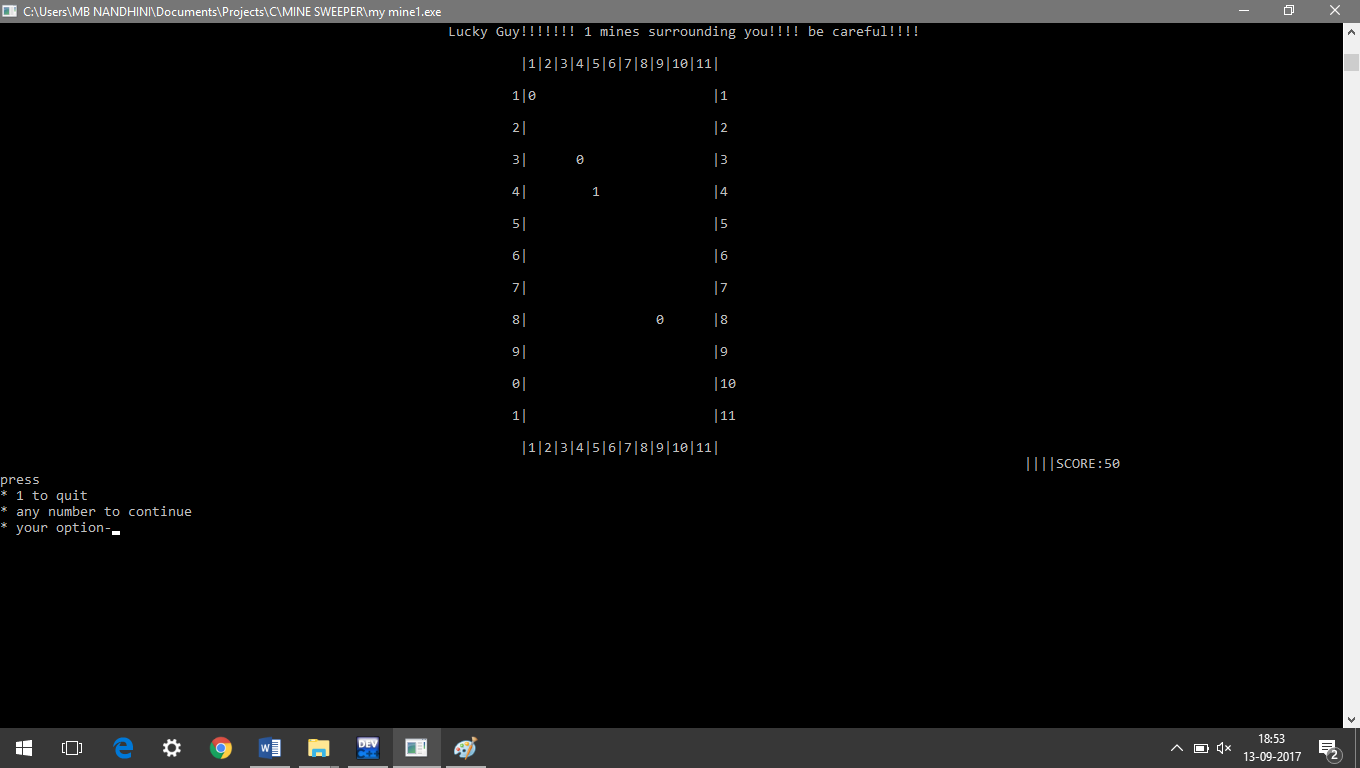 C:\Users\MB NANDHINI\Documents\Projects\C\MINE SWEEPER\my mine1.exe
Lucky Guy!!!!!!! 1 mines surrounding you!!!! be careful!!!!
|1|2|3|4|5|6|7|8|9|10|11|
1|0                      |1
2|                       |2
3|      0                |3
4|        1              |4
5|                       |5
6|                       |6
7|                       |7
8|                0      |8
9|                       |9
0|                       |10
1|                       |11
|1|2|3|4|5|6|7|8|9|10|11|
||||SCORE:50
press
* 1 to quit
* any number to continue
* your option-
DEV
18:53
13-09-2017
2